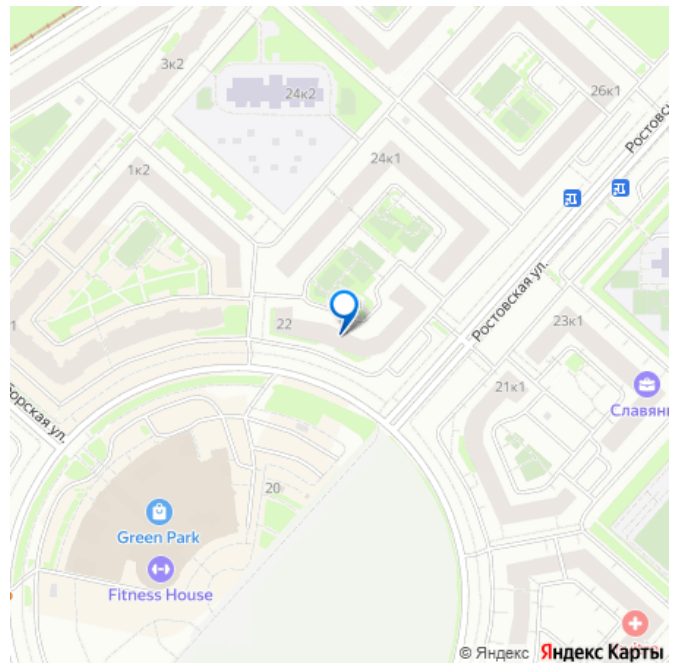 3к2
24к2
26к1
Ростовс
24к1
1к2
Ростовская ул.
22
23к1
1
21к1
Славян
орская ул.
20
Green Park
Fitness House
© Яндекс Яндекс Карты